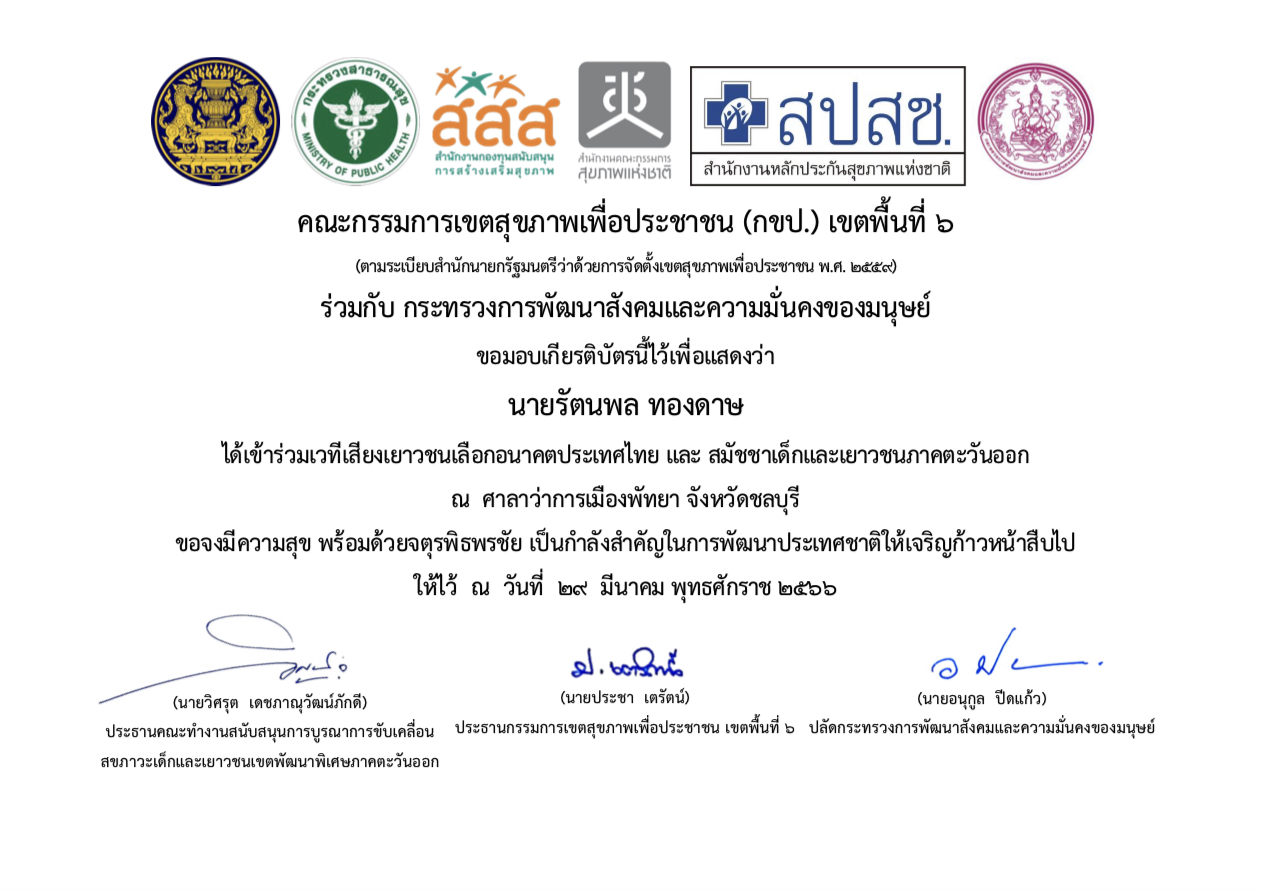 กระทรวงสาธารณสุข
MINISTRY OF PUBLIC HEALTH
สสส
สำนักงานกองทุนสนับสนุน
การสร้างเสริมสุขภาพ
สำนักงานคณะกรรมการ
สุขภาพแห่งชาติ
สปสช.
สำนักงานหลักประกันสุขภาพแห่งชาติ
คณะกรรมการเขตสุขภาพเพื่อประชาชน (กขป.) เขตพื้นที่ ๖
(ตามระเบียบสำนักนายกรัฐมนตรีว่าด้วยการจัดตั้งเขตสุขภาพเพื่อประชาชน พ.ศ. ๒๕๕๙)
ร่วมกับ กระทรวงการพัฒนาสังคมและความมั่นคงของมนุษย์
ขอมอบเกียรติบัตรนี้ไว้เพื่อแสดงว่า
นายรัตนพล ทองดาษ
ได้เข้าร่วมเวทีเสียงเยาวชนเลือกอนาคตประเทศไทย และ สมัชชาเด็กและเยาวชนภาคตะวันออก
ณ ศาลาว่าการเมืองพัทยา จังหวัดชลบุรี
ขอจงมีความสุข พร้อมด้วยจตุรพิธพรชัย เป็นกำลังสำคัญในการพัฒนาประเทศชาติให้เจริญก้าวหน้าสืบไป
ให้ไว้ ณ วันที่ ๒๙ มีนาคม พุทธศักราช ๒๕๖๖
(นายวิศรุต เดชภาณุวัฒน์ภักดี)
ประธานคณะทำงานสนับสนุนการบูรณาการขับเคลื่อน
สขภาวะเด็กและเยาวชนเขตพัฒนาพิเศษภาคตะวันออก
(นายประชา เตรัตน์)
ประธานกรรมการเขตสุขภาพเพื่อประชาชน เขตพื้นที่ ๖
(นายอนุกูล ปีดแก้ว)
ปลัดกระทรวงการพัฒนาสังคมและความมั่นคงของมนุษย์